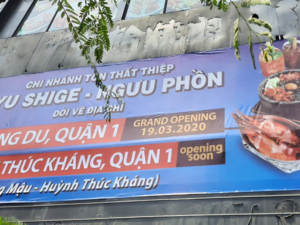 CHI NHÁNH TÔN THẤT THIỆP
YU SHIGE - NGƯU PHỒN
DỜI VỀ ĐỊA CHỈ
NG DU, QUẬN 1
GRAND OPENING
19.03.2020
THÚC KHÁNG, QUẬN 1
opening
soon
g Mậu - Huỳnh Thúc Kháng)